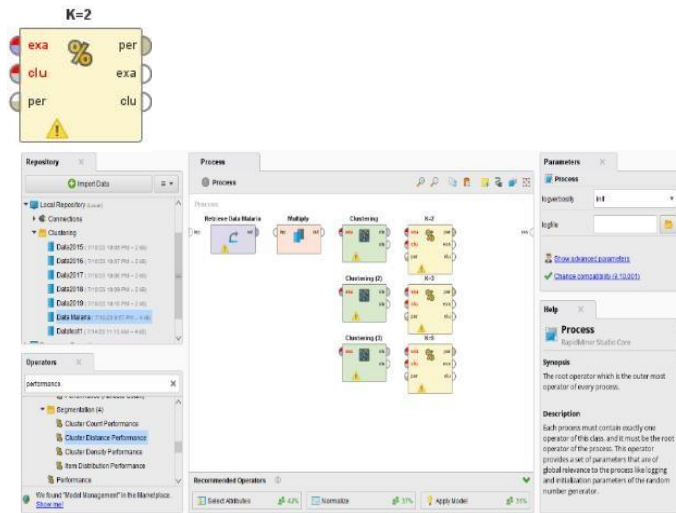 K=2
exa per
clu exa
per clu
Repository
Import Data
Local Repository (Local)
Connections
Clustering
Data2015
Data2016
Data2017
Data2018
Data2019
Data Malaria
Datatest1
Operators
performance
Segmentation (4)
Cluster Count Performance
Cluster Distance Performance
Cluster Density Performance
Item Distribution Performance
Performance
We found "Model Management" in the Marketplace.
Show me!
Process
Process
Process
Retrieve Data Malaria
Multiply
Clustering
K=2
Clustering (2)
Clustering (3)
Recommended Operators
Select Attributes
Normalize
Apply Model
Parameters
Process
logverbosity init
logfile
Show advanced parameters
Change compatibility (9.10.001)
Help
Process
RapidMiner Studio Core
Synopsis
The root operator which is the outer most
operator of every process.
Description
Each process must contain exactly one
operator of this class, and it must be the root
operator of the process. This operator
provides a set of parameters that are of
global relevance to the process like logging
and initialization parameters of the random
number generator.